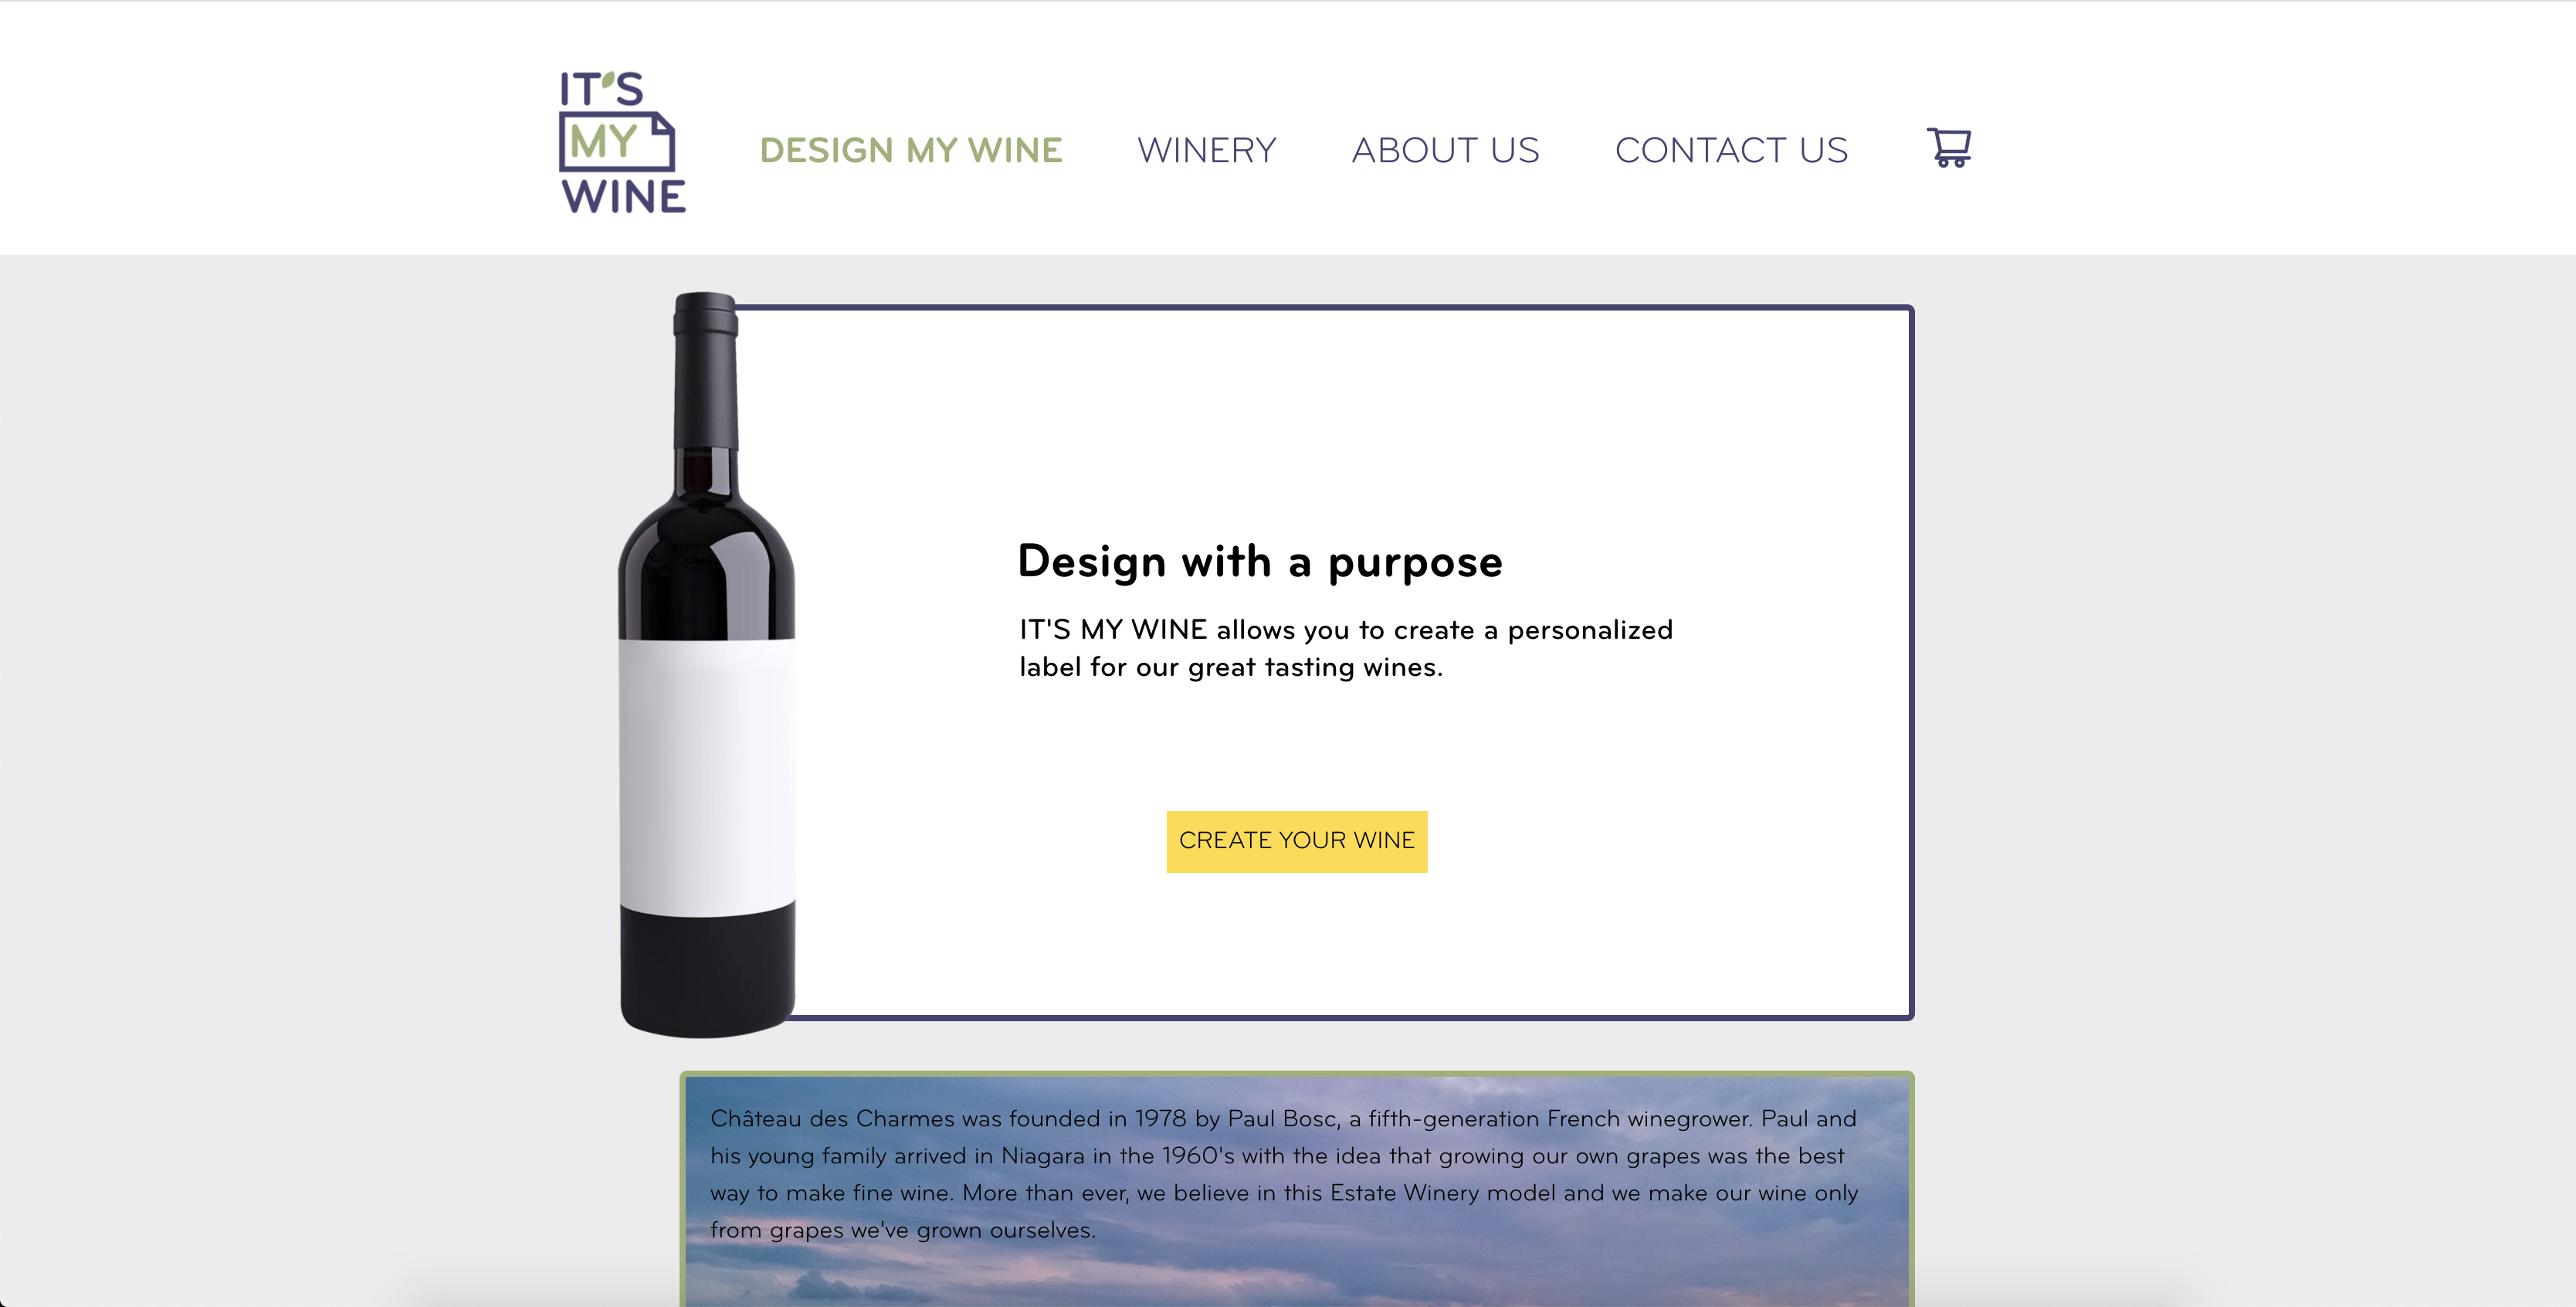 IT'S
MY
WINE
DESIGN MY WINE
WINERY
ABOUT US
CONTACT US
Design with a purpose
IT'S MY WINE allows you to create a personalized
label for our great tasting wines.
CREATE YOUR WINE
Château des Charmes was founded in 1978 by Paul Bosc, a fifth-generation French winegrower. Paul and
his young family arrived in Niagara in the 1960's with the idea that growing our own grapes was the best
way to make fine wine. More than ever, we believe in this Estate Winery model and we make our wine only
from grapes we've grown ourselves.